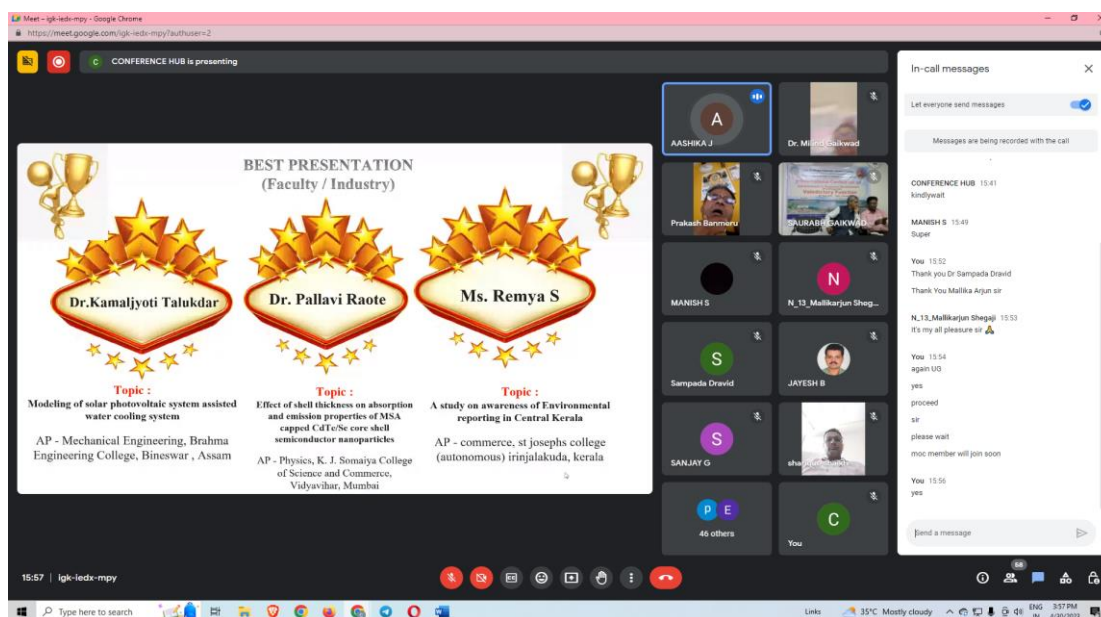 Meet – igk-iedx-mpy - Google Chrome
https://meet.google.com/igk-iedx-mpy?authuser=2
C CONFERENCE HUB is presenting
BEST PRESENTATION
(Faculty / Industry)
Dr.Kamaljyoti Talukdar
Topic :
Modeling of solar photovoltaic system assisted
water cooling system
AP - Mechanical Engineering, Brahma
Engineering College, Bineswar , Assam
Dr. Pallavi Raote
Topic :
Effect of shell thickness on absorption
and emission properties of MSA
capped CdTe/Se core shell
semiconductor nanoparticles
AP - Physics, K. J. Somaiya College
of Science and Commerce,
Vidyavihar, Mumbai
Ms. Remya S
Topic :
A study on awareness of Environmental
reporting in Central Kerala
AP - commerce, st josephs college
(autonomous) irinjalakuda, kerala
A
AASHIKA J
Dr. Milind Gaikwad
Prakash Banmeru
SAURABH GAIKWAD
MANISH S
N
N_13_Mallikarjun Sheg...
S
Sampada Dravid
JAYESH B
S
SANJAY G
P E
46 others
C
You
In-call messages
Let everyone send messages
Messages are being recorded with the call
CONFERENCE HUB 15:41
kindlywait
MANISH S 15:49
Super
You 15:52
Thank you Dr Sampada Dravid
Thank You Mallika Arjun sir
N_13_Mallikarjun Shegaji 15:53
It's my all pleasure sir 🙏
You 15:54
again UG
yes
proceed
sir
please wait
moc member will join soon
You 15:56
yes
Send a message
15:57 | igk-iedx-mpy
68
Type here to search
Links
35°C Mostly cloudy
ENG
IN
3:57 PM